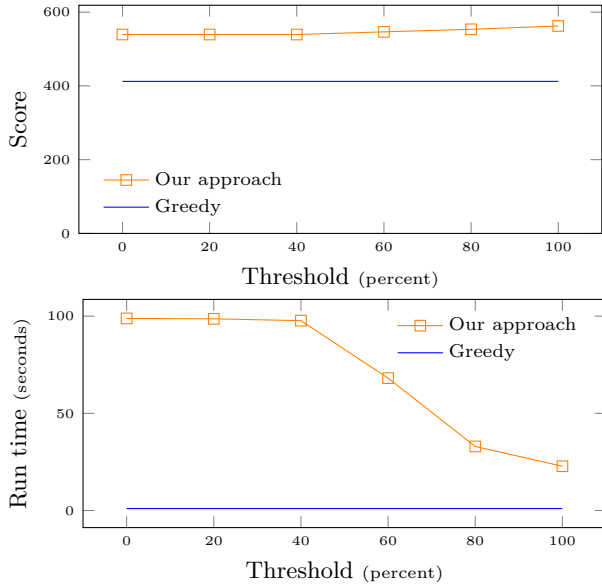 600
400
200
0
Score
Our approach
Greedy
0 20 40 60 80 100
Threshold (percent)
100
50
0
Run time (seconds)
Our approach
Greedy
0 20 40 60 80 100
Threshold (percent)